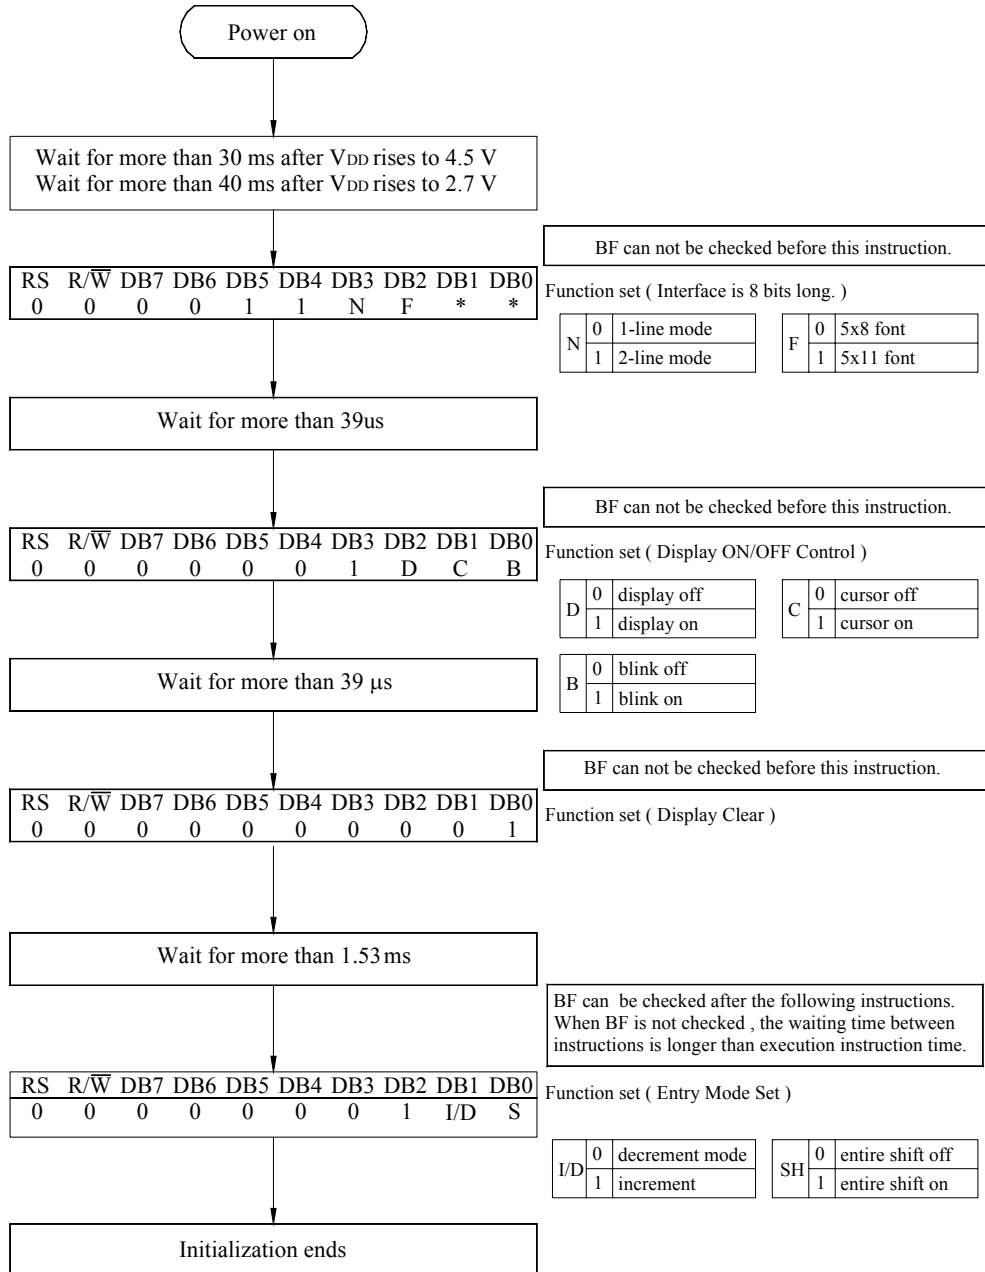 Power on
Wait for more than 30 ms after VDD rises to 4.5 V
Wait for more than 40 ms after VDD rises to 2.7 V
BF can not be checked before this instruction.
RS R/W̅ DB7 DB6 DB5 DB4 DB3 DB2 DB1 DB0
0 0 0 0 1 1 N F * *
Function set ( Interface is 8 bits long. )
N 0 1-line mode
1 2-line mode
F 0 5x8 font
1 5x11 font
Wait for more than 39us
BF can not be checked before this instruction.
RS R/W̅ DB7 DB6 DB5 DB4 DB3 DB2 DB1 DB0
0 0 0 0 0 0 1 D C B
Function set ( Display ON/OFF Control )
D 0 display off
1 display on
C 0 cursor off
1 cursor on
B 0 blink off
1 blink on
Wait for more than 39 μs
BF can not be checked before this instruction.
RS R/W̅ DB7 DB6 DB5 DB4 DB3 DB2 DB1 DB0
0 0 0 0 0 0 0 0 0 1
Function set ( Display Clear )
Wait for more than 1.53ms
BF can be checked after the following instructions.
When BF is not checked , the waiting time between
instructions is longer than execution instruction time.
RS R/W̅ DB7 DB6 DB5 DB4 DB3 DB2 DB1 DB0
0 0 0 0 0 0 0 1 I/D S
Function set ( Entry Mode Set )
I/D 0 decrement mode
1 increment
SH 0 entire shift off
1 entire shift on
Initialization ends